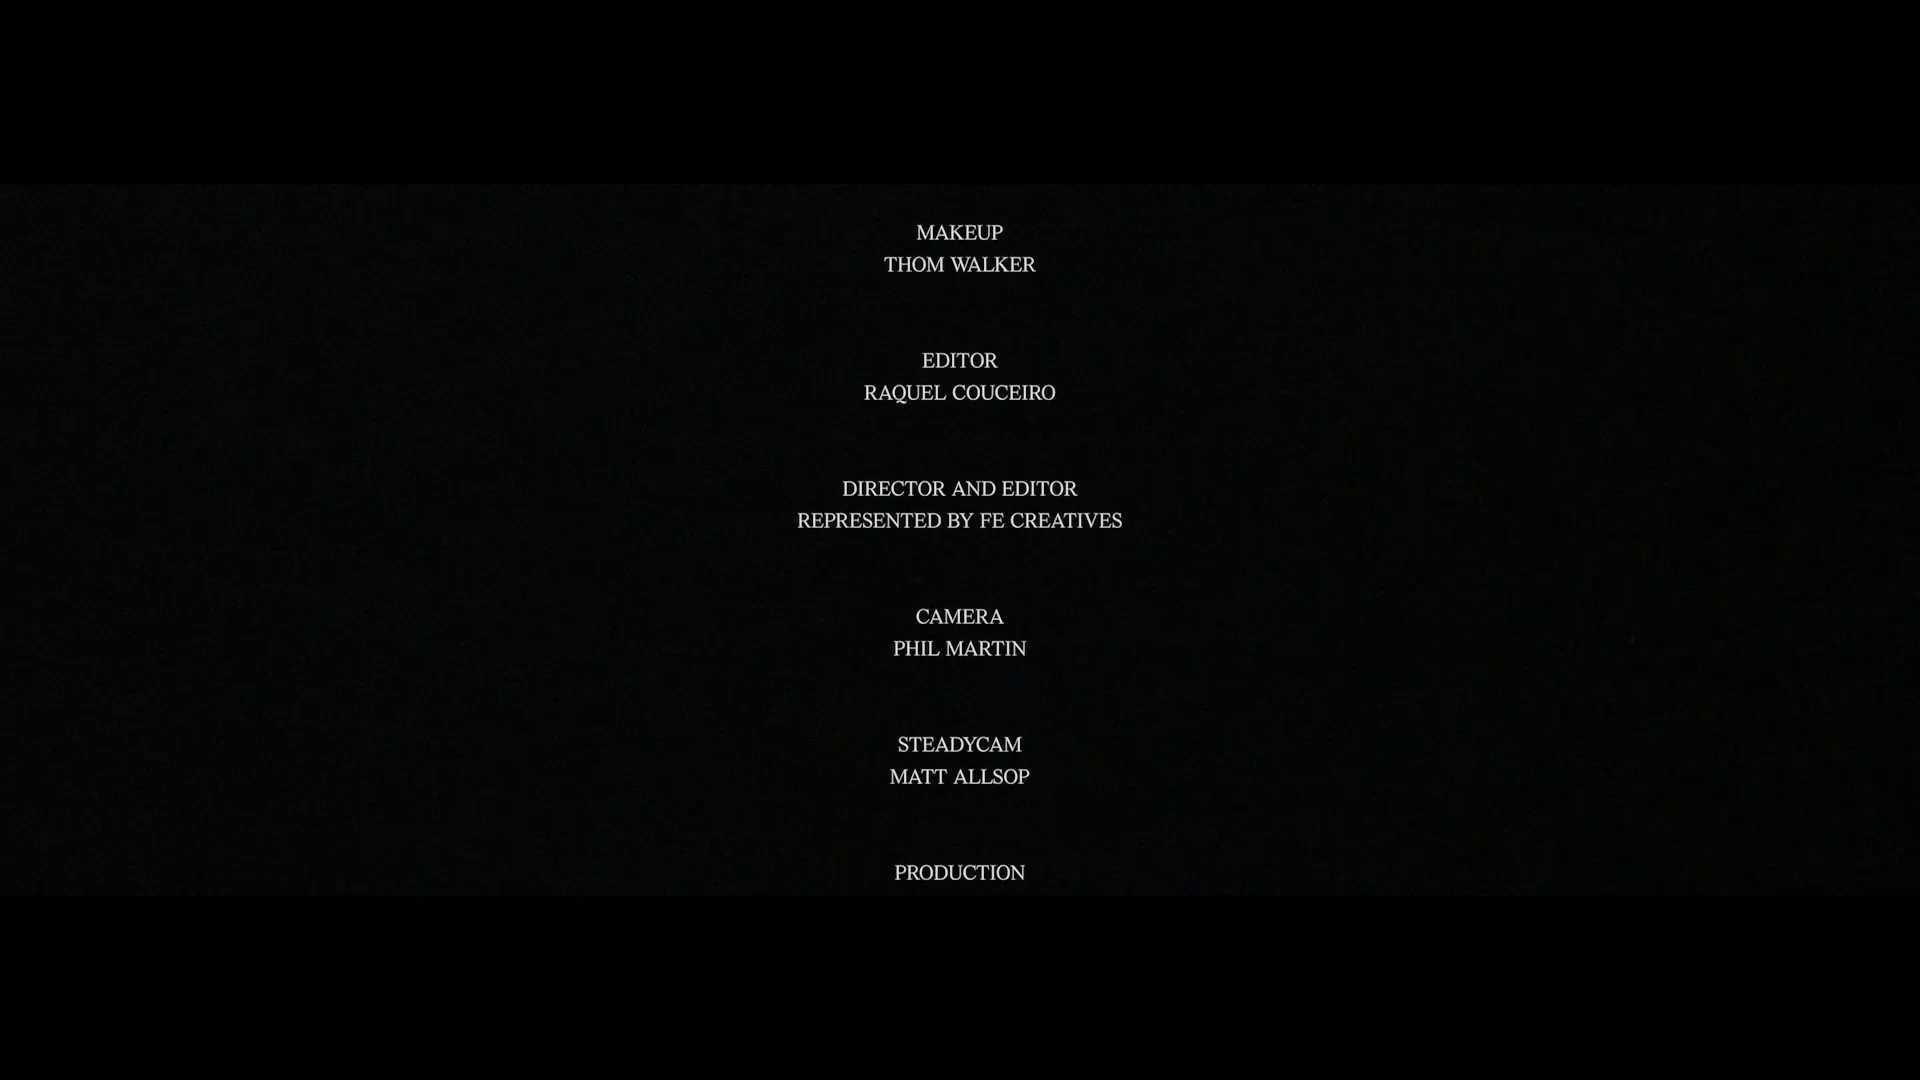 MAKEUP
THOM WALKER
EDITOR
RAQUEL COUCEIRO
DIRECTOR AND EDITOR
REPRESENTED BY FE CREATIVES
CAMERA
PHIL MARTIN
STEADYCAM
MATT ALLSOP
PRODUCTION